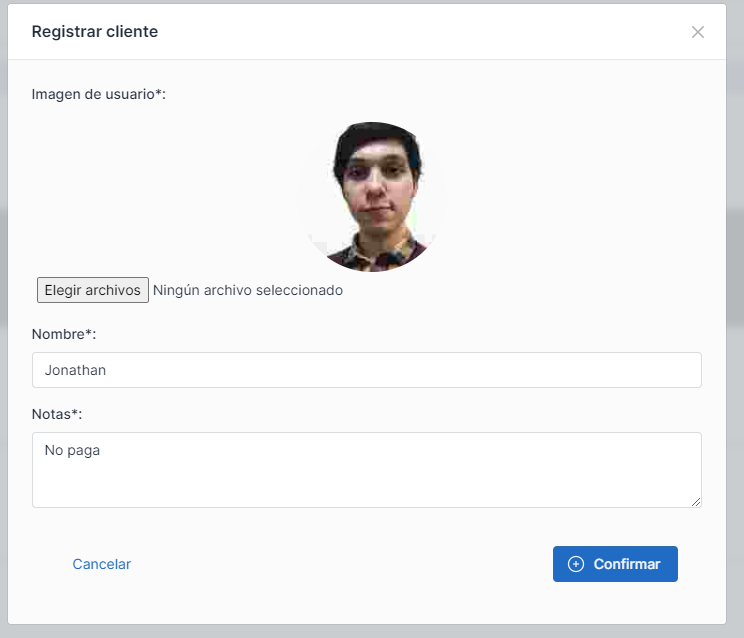 Registrar cliente
Imagen de usuario*:
Elegir archivos Ningún archivo seleccionado
Nombre*:
Jonathan
Notas*:
No paga
Cancelar
Confirmar